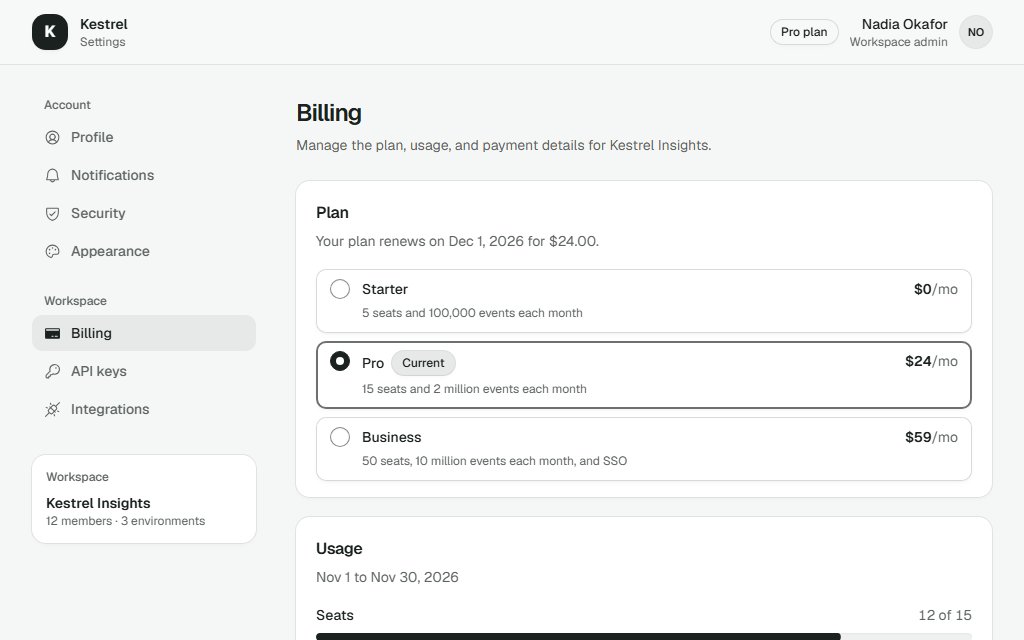 K
Kestrel
Settings
Pro plan
Nadia Okafor
Workspace admin
NO
Account
Profile
Notifications
Security
Appearance
Workspace
Billing
API keys
Integrations
Workspace
Kestrel Insights
12 members · 3 environments
Billing
Manage the plan, usage, and payment details for Kestrel Insights.
Plan
Your plan renews on Dec 1, 2026 for $24.00.
Starter
$0/mo
5 seats and 100,000 events each month
Pro Current
$24/mo
15 seats and 2 million events each month
Business
$59/mo
50 seats, 10 million events each month, and SSO
Usage
Nov 1 to Nov 30, 2026
Seats
12 of 15